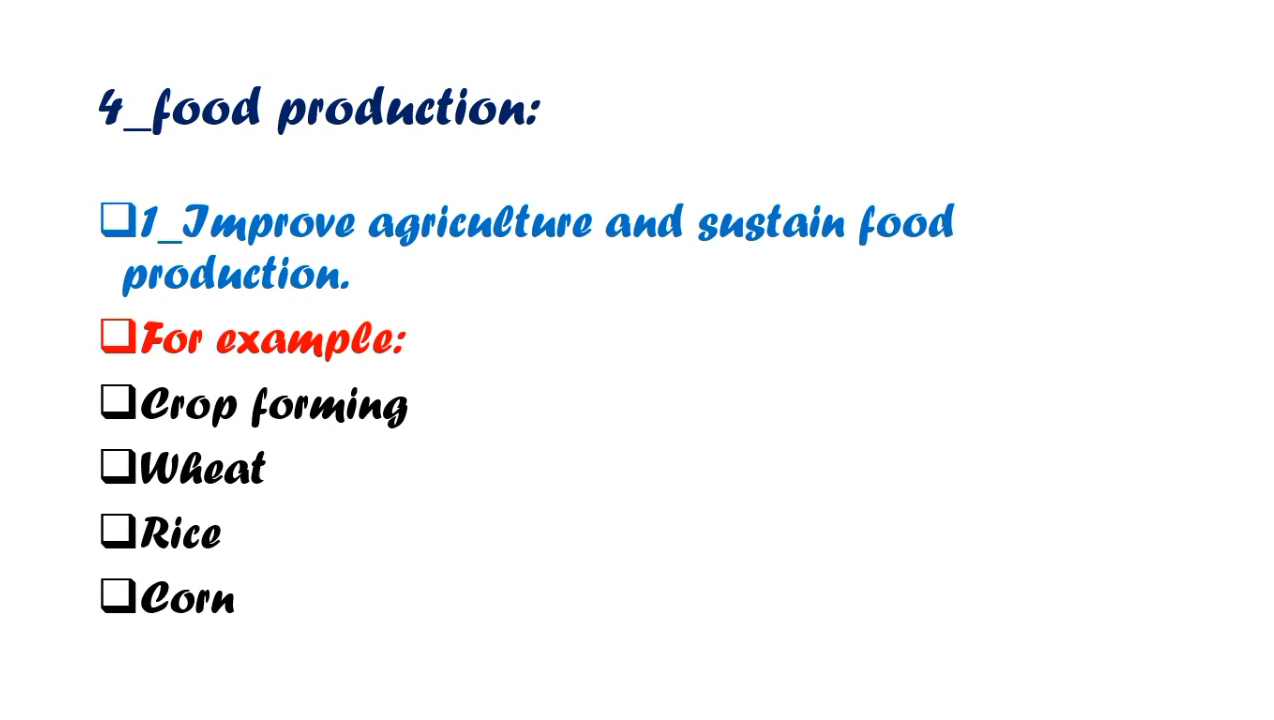 4_food production:
❑1_Improve agriculture and sustain food
production.
❑For example:
❑Crop forming
❑Wheat
❑Rice
❑Corn